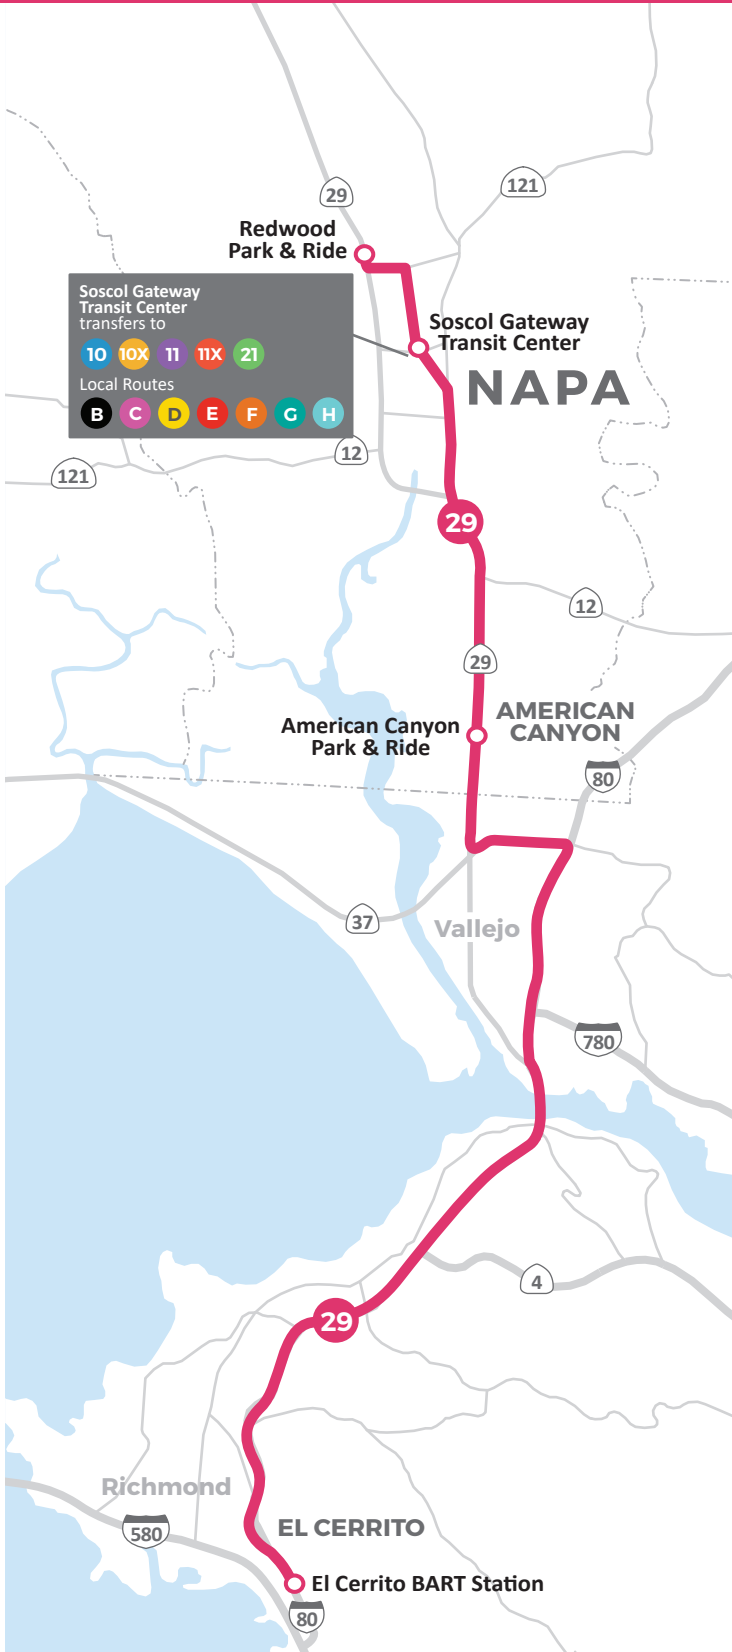 29
121
Redwood
Park & Ride
Soscol Gateway
Transit Center
transfers to
10 10X 11 11X 21
Local Routes
B C D E F G H
Soscol Gateway
Transit Center
NAPA
12
121
29
12
29
American Canyon
Park & Ride
AMERICAN
CANYON
80
37
Vallejo
780
4
29
Richmond
580
EL CERRITO
El Cerrito BART Station
80